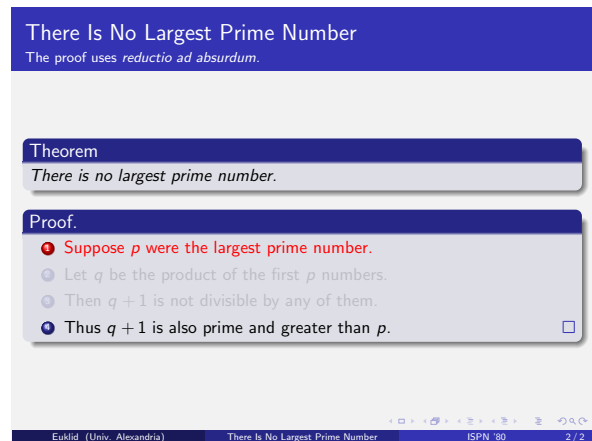 There Is No Largest Prime Number
The proof uses reductio ad absurdum.
Theorem
There is no largest prime number.
Proof.
1 Suppose p were the largest prime number.
2 Let q be the product of the first p numbers.
3 Then q + 1 is not divisible by any of them.
4 Thus q + 1 is also prime and greater than p.
Euklid (Univ. Alexandria) There Is No Largest Prime Number ISPN '80 2 / 2